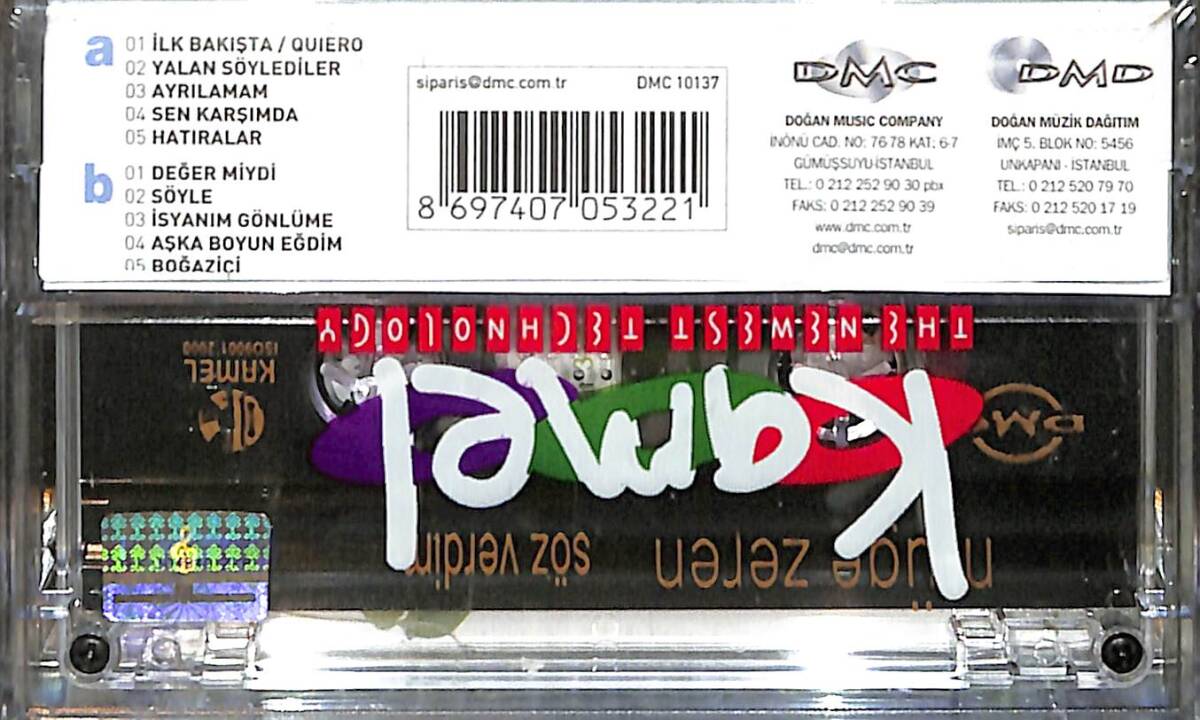 a
01 İLK BAKIŞTA / QUIERO
02 YALAN SÖYLEDİLER
03 AYRILAMAM
04 SEN KARŞIMDA
05 HATIRALAR
b
01 DEĞER MİYDİ
02 SÖYLE
03 İSYANIM GÖNLÜME
04 AŞKA BOYUN EĞDİM
05 BOĞAZİÇİ
siparis@dmc.com.tr DMC 10137
8 697407 053221
DMC
DOĞAN MUSIC COMPANY
İNÖNÜ CAD. NO: 76-78 KAT: 6-7
GÜMÜŞSUYU-İSTANBUL
TEL.: 0 212 252 90 30 pbx
FAKS: 0 212 252 90 39
www.dmc.com.tr
dmc@dmc.com.tr
DMD
DOĞAN MÜZİK DAĞITIM
IMÇ 5. BLOK NO: 5456
UNKAPANI - İSTANBUL
TEL.: 0 212 520 79 70
FAKS: 0 212 520 17 19
siparis@dmc.com.tr
müge zeren söz verdim
Kamel
THE NEWEST TECHNOLOGY
DMC
KAMEL
ISO9001:2000